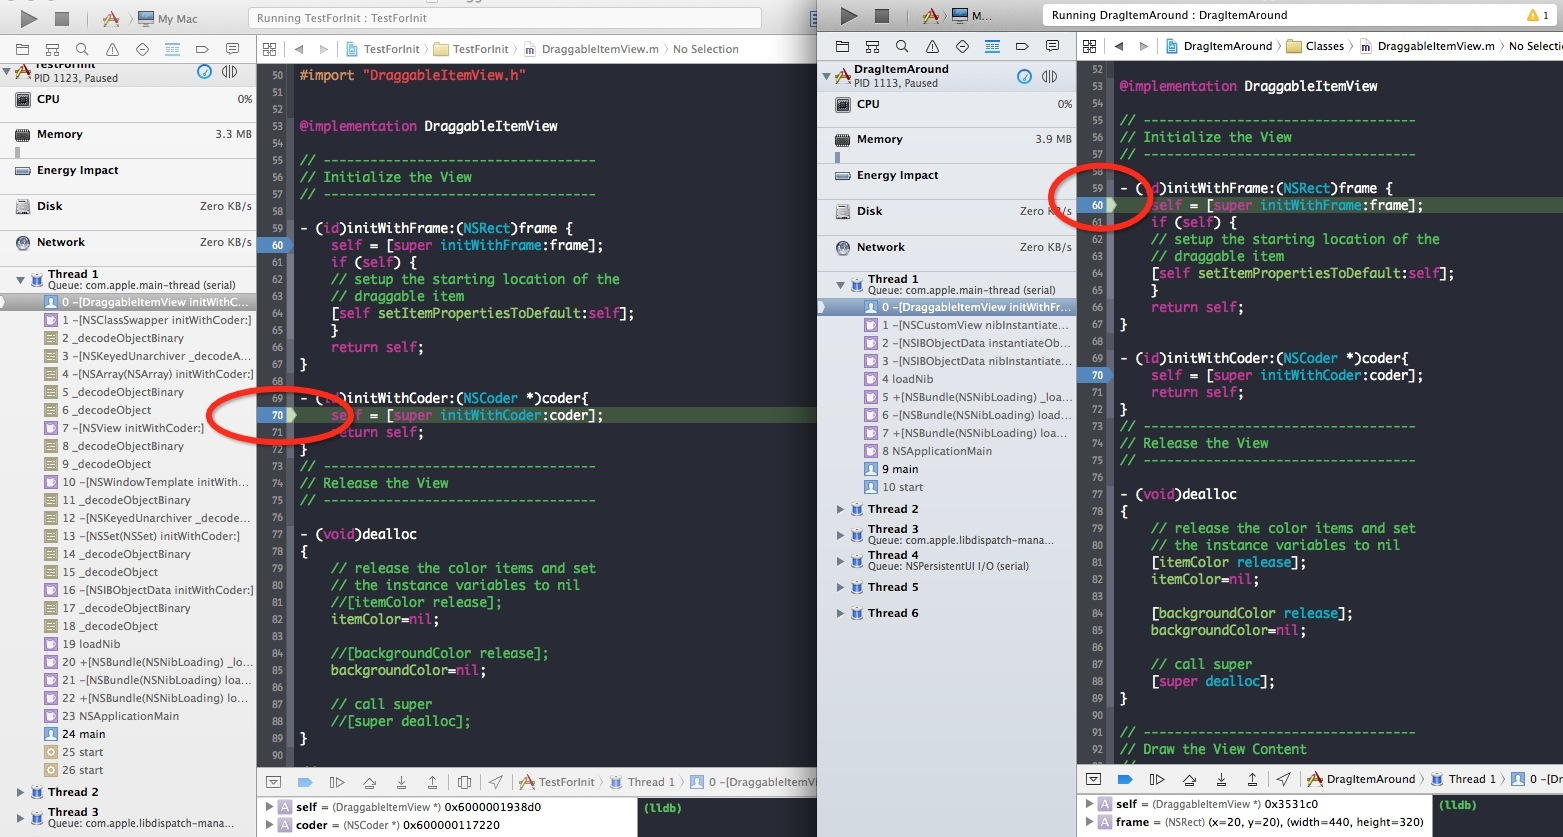 My Mac
Running TestForInit : TestForInit
TestForInit
TestForInit
DraggableItemView.m
No Selection
PID 1123, Paused
CPU
0%
Memory
3.3 MB
Energy Impact
Disk
Zero KB/s
Network
Zero KB/s
Thread 1
Queue: com.apple.main-thread (serial)
0 -[DraggableItemView initWithC...
1 -[NSClassSwapper initWithCoder:]
2 _decodeObjectBinary
3 -[NSKeyedUnarchiver _decodeA...
4 -[NSArray(NSArray) initWithCoder:]
5 _decodeObjectBinary
6 _decodeObject
7 -[NSView initWithCoder:]
8 _decodeObjectBinary
9 _decodeObject
10 -[NSWindowTemplate initWith...
11 _decodeObjectBinary
12 -[NSKeyedUnarchiver _decode...
13 -[NSSet(NSSet) initWithCoder:]
14 _decodeObjectBinary
15 _decodeObject
16 -[NSIBObjectData initWithCoder:]
17 _decodeObjectBinary
18 _decodeObject
19 loadNib
20 +[NSBundle(NSNibLoading) _lo...
21 -[NSBundle(NSNibLoading) loa...
22 +[NSBundle(NSNibLoading) lo...
23 NSApplicationMain
24 main
25 start
26 start
Thread 2
Thread 3
Queue: com.apple.libdispatch-mana...
50 #import "DraggableItemView.h"
51
52
53 @implementation DraggableItemView
54
55 // -----------------------------------
56 // Initialize the View
57 // -----------------------------------
58
59 - (id)initWithFrame:(NSRect)frame {
60 self = [super initWithFrame:frame];
61 if (self) {
62 // setup the starting location of the
63 // draggable item
64 [self setItemPropertiesToDefault:self];
65 }
66 return self;
67 }
68
69 - (id)initWithCoder:(NSCoder *)coder{
70 self = [super initWithCoder:coder];
71 return self;
72 }
73 // -----------------------------------
74 // Release the View
75 // -----------------------------------
76
77 - (void)dealloc
78 {
79 // release the color items and set
80 // the instance variables to nil
81 //[itemColor release];
82 itemColor=nil;
83
84 //[backgroundColor release];
85 backgroundColor=nil;
86
87 // call super
88 //[super dealloc];
89 }
90
TestForInit
Thread 1
0 -[DraggableItemVi
self = (DraggableItemView *) 0x6000001938d0
coder = (NSCoder *) 0x600000117220
(lldb)
M...
Running DragItemAround : DragItemAround
1
DragItemAround
Classes
DraggableItemView.m
No Selecti
DragItemAround
PID 1113, Paused
CPU
0%
Memory
3.9 MB
Energy Impact
Disk
Zero KB/s
Network
Zero KB/s
Thread 1
Queue: com.apple.main-thread (serial)
0 -[DraggableItemView initWithFr...
1 -[NSCustomView nibInstantiate...
2 -[NSIBObjectData instantiateOb...
3 -[NSIBObjectData nibInstantiate...
4 loadNib
5 +[NSBundle(NSNibLoading) _loa...
6 -[NSBundle(NSNibLoading) load...
7 +[NSBundle(NSNibLoading) loa...
8 NSApplicationMain
9 main
10 start
Thread 2
Thread 3
Queue: com.apple.libdispatch-mana...
Thread 4
Queue: NSPersistentUI I/O (serial)
Thread 5
Thread 6
52
53 @implementation DraggableItemView
54
55 // -----------------------------------
56 // Initialize the View
57 // -----------------------------------
58
59 - (id)initWithFrame:(NSRect)frame {
60 self = [super initWithFrame:frame];
61 if (self) {
62 // setup the starting location of the
63 // draggable item
64 [self setItemPropertiesToDefault:self];
65 }
66 return self;
67 }
68
69 - (id)initWithCoder:(NSCoder *)coder{
70 self = [super initWithCoder:coder];
71 return self;
72 }
73 // -----------------------------------
74 // Release the View
75 // -----------------------------------
76
77 - (void)dealloc
78 {
79 // release the color items and set
80 // the instance variables to nil
81 [itemColor release];
82 itemColor=nil;
83
84 [backgroundColor release];
85 backgroundColor=nil;
86
87 // call super
88 [super dealloc];
89 }
90
91 // -----------------------------------
92 // Draw the View Content
DragItemAround
Thread 1
0 -[D
self = (DraggableItemView *) 0x3531c0
frame = (NSRect) (x=20, y=20), (width=440, height=320)
(lldb)